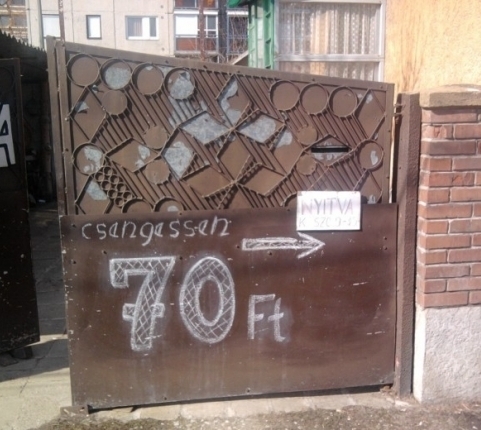 csengessen
NYITVA
70 Ft